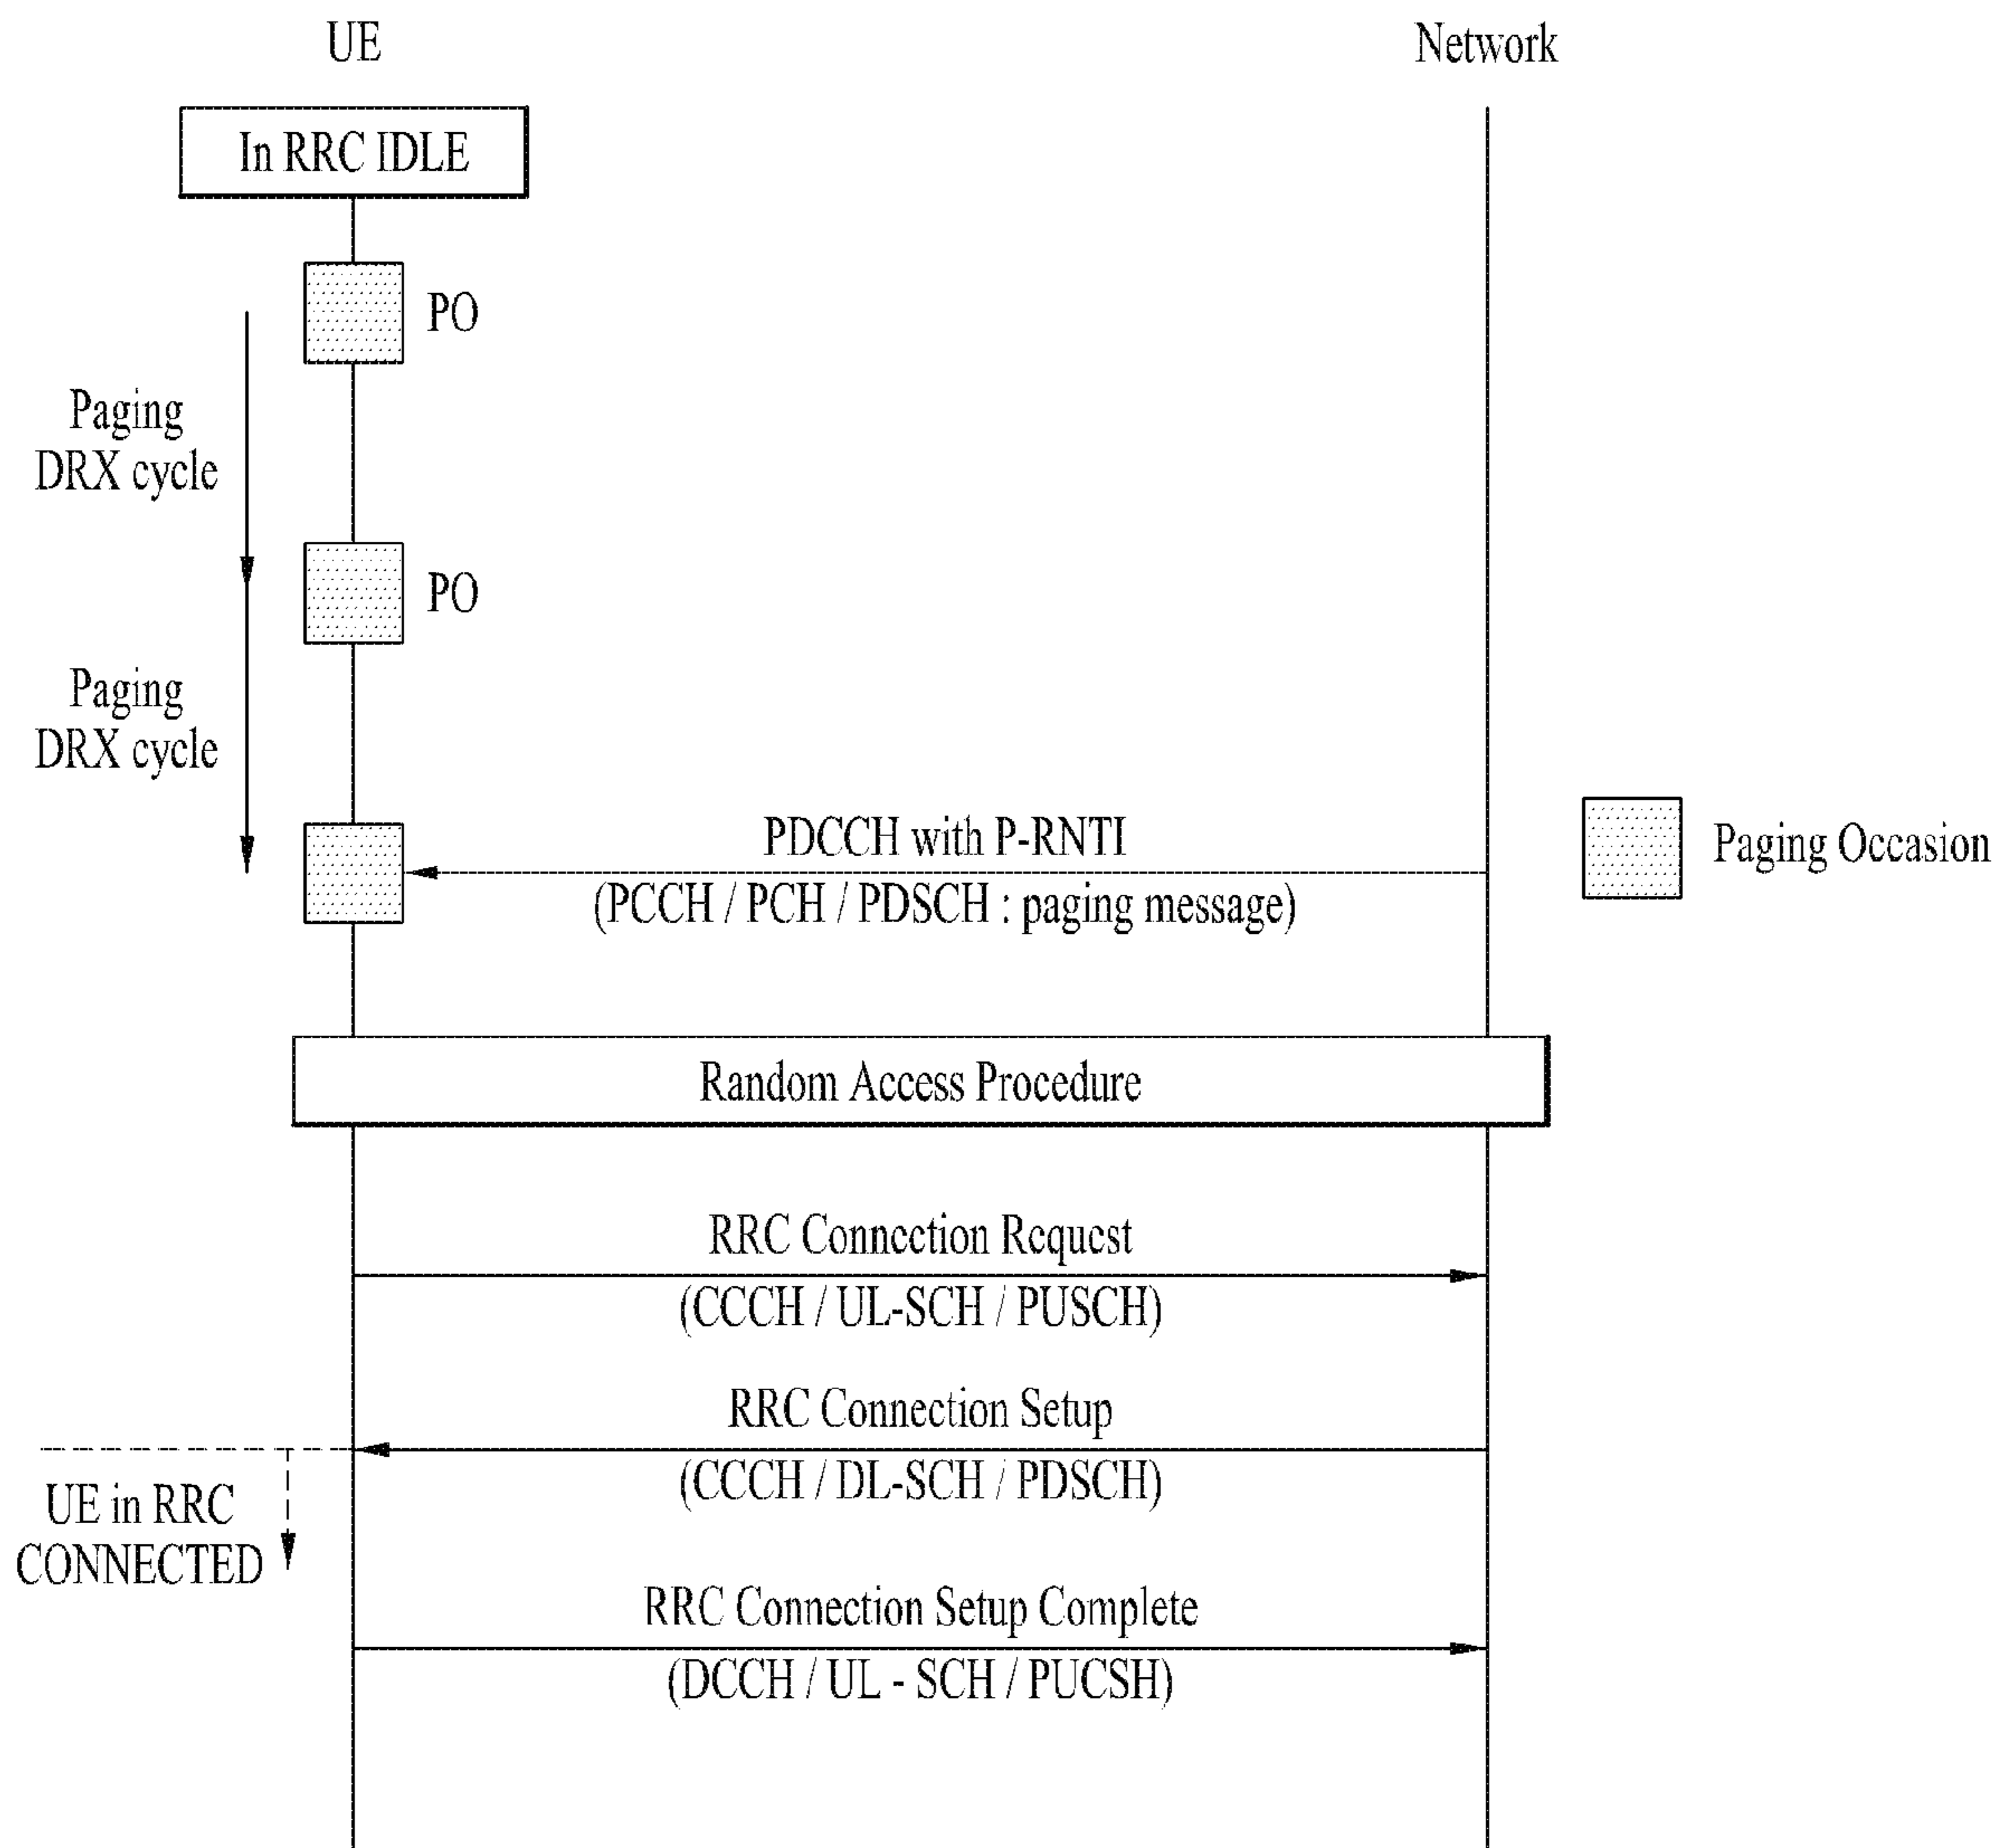 UE
Network
In RRC IDLE
PO
Paging
DRX cycle
PO
Paging
DRX cycle
PDCCH with P-RNTI
(PCCH / PCH / PDSCH : paging message)
Paging Occasion
Random Access Procedure
RRC Connection Request
(CCCH / UL-SCH / PUSCH)
RRC Connection Setup
(CCCH / DL-SCH / PDSCH)
UE in RRC
CONNECTED
RRC Connection Setup Complete
(DCCH / UL - SCH / PUCSH)